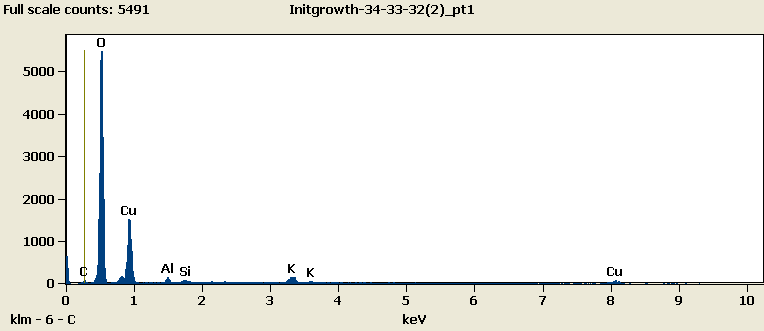 Full scale counts: 5491 Initgrowth-34-33-32(2)_pt1
O
5000
4000
3000
2000
Cu
1000
C Al Si K K Cu
0
0 1 2 3 4 5 6 7 8 9 10
klm - 6 - C keV